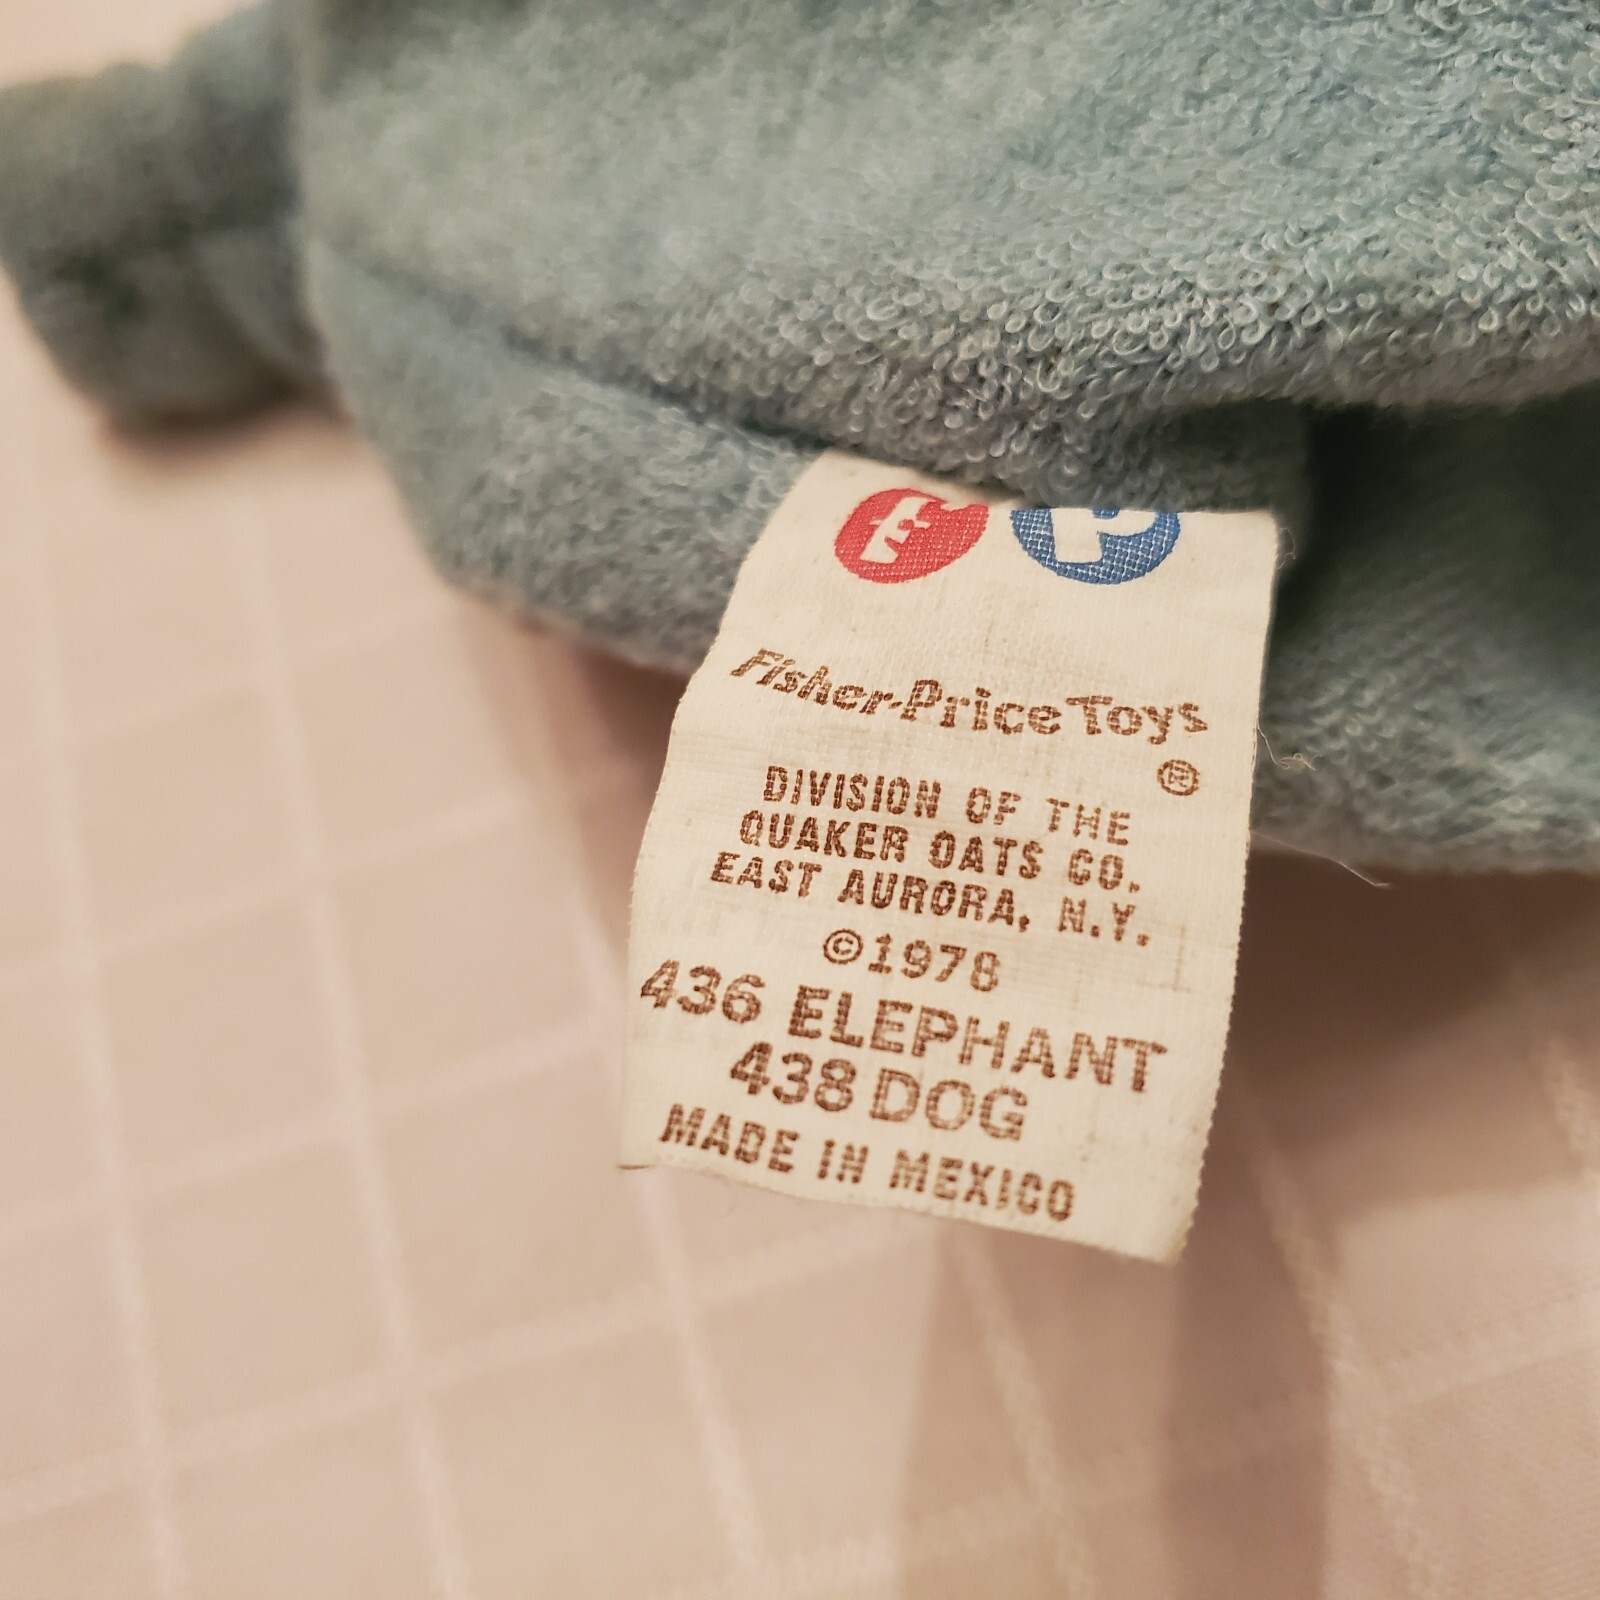 F P
Fisher-Price Toys
®
DIVISION OF THE
QUAKER OATS CO.
EAST AURORA, N.Y.
©1978
436 ELEPHANT
438 DOG
MADE IN MEXICO